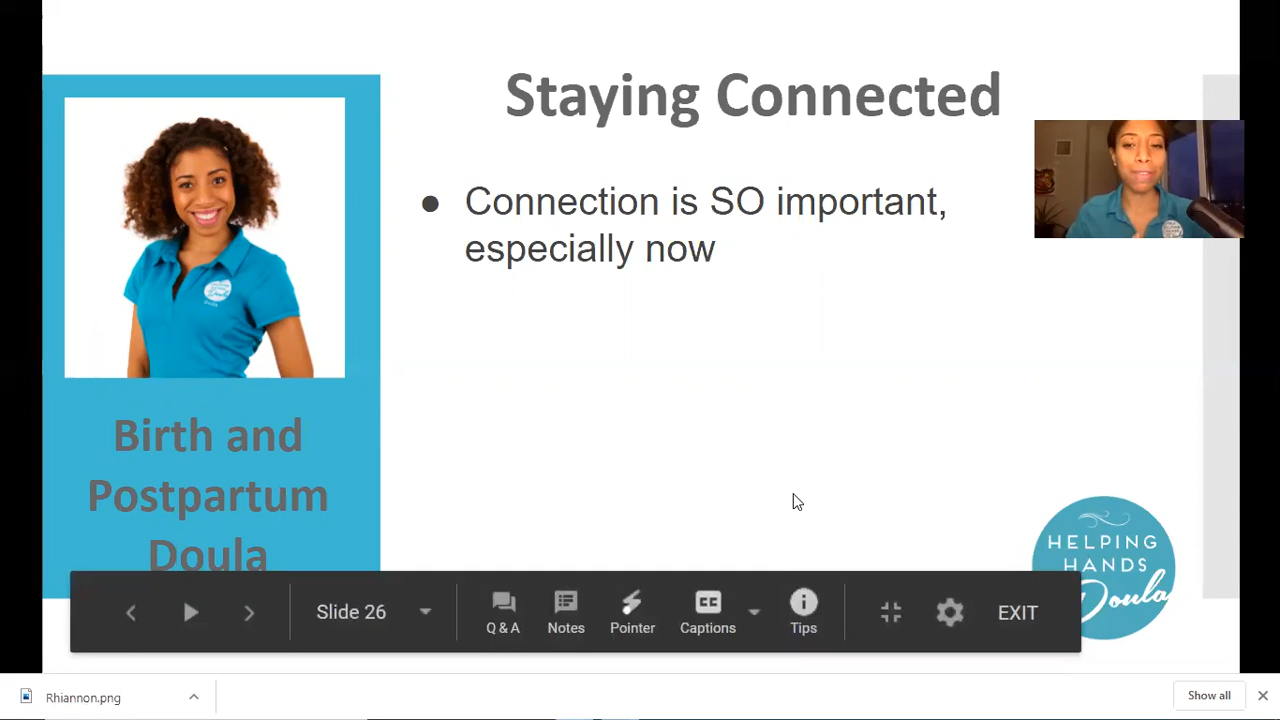 Staying Connected
● Connection is SO important,
especially now
Birth and
Postpartum
Doula
HELPING
HANDS
Doula
Slide 26
Q & A
Notes
Pointer
CC
Captions
Tips
EXIT
Rhiannon.png
Show all